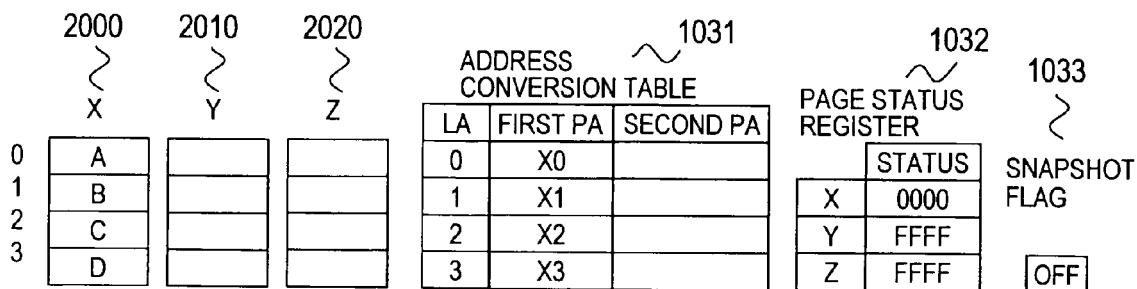 2000 2010 2020
X Y Z
0 A
1 B
2 C
3 D
1031
ADDRESS
CONVERSION TABLE
LA FIRST PA SECOND PA
0 X0
1 X1
2 X2
3 X3
1032
PAGE STATUS
REGISTER
STATUS
X 0000
Y FFFF
Z FFFF
1033
SNAPSHOT
FLAG
OFF